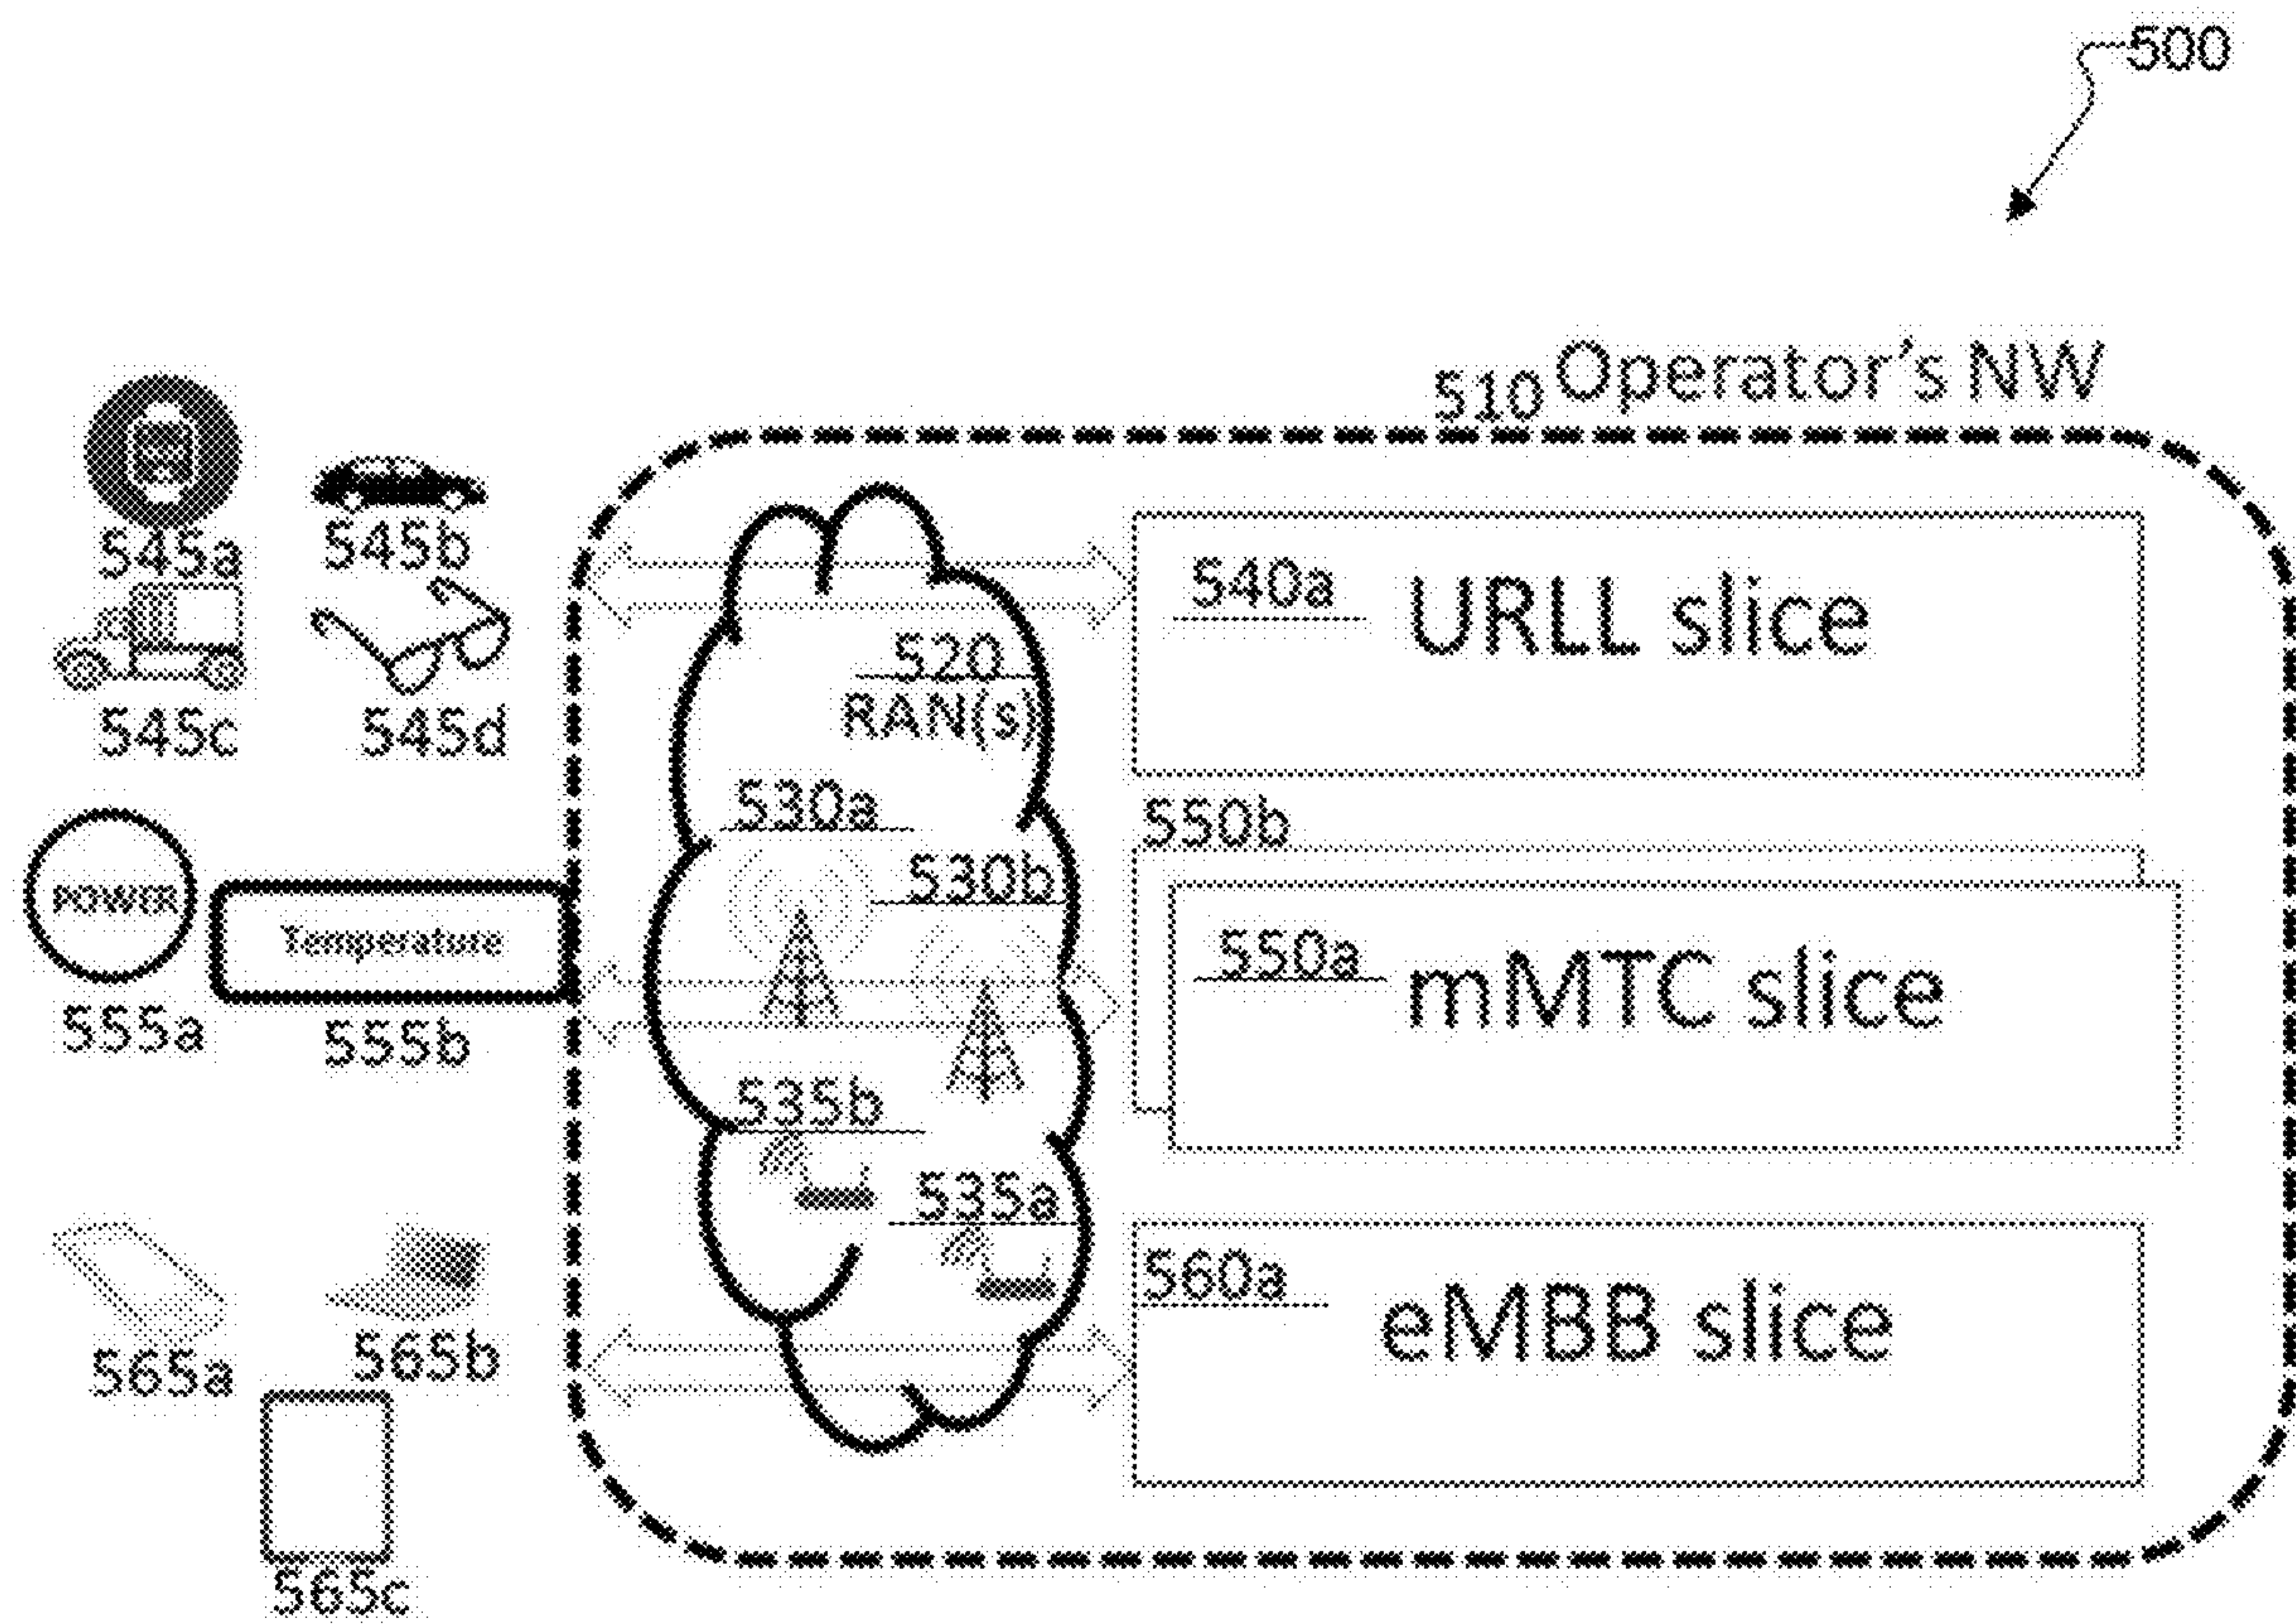 500
510 Operator's NW
545a
545b
545c
545d
540a URLL slice
520
RAN(s)
530a
530b
550b
550a mMTC slice
POWER
555a
Temperature
555b
535b
535a
560a eMBB slice
565a
565b
565c